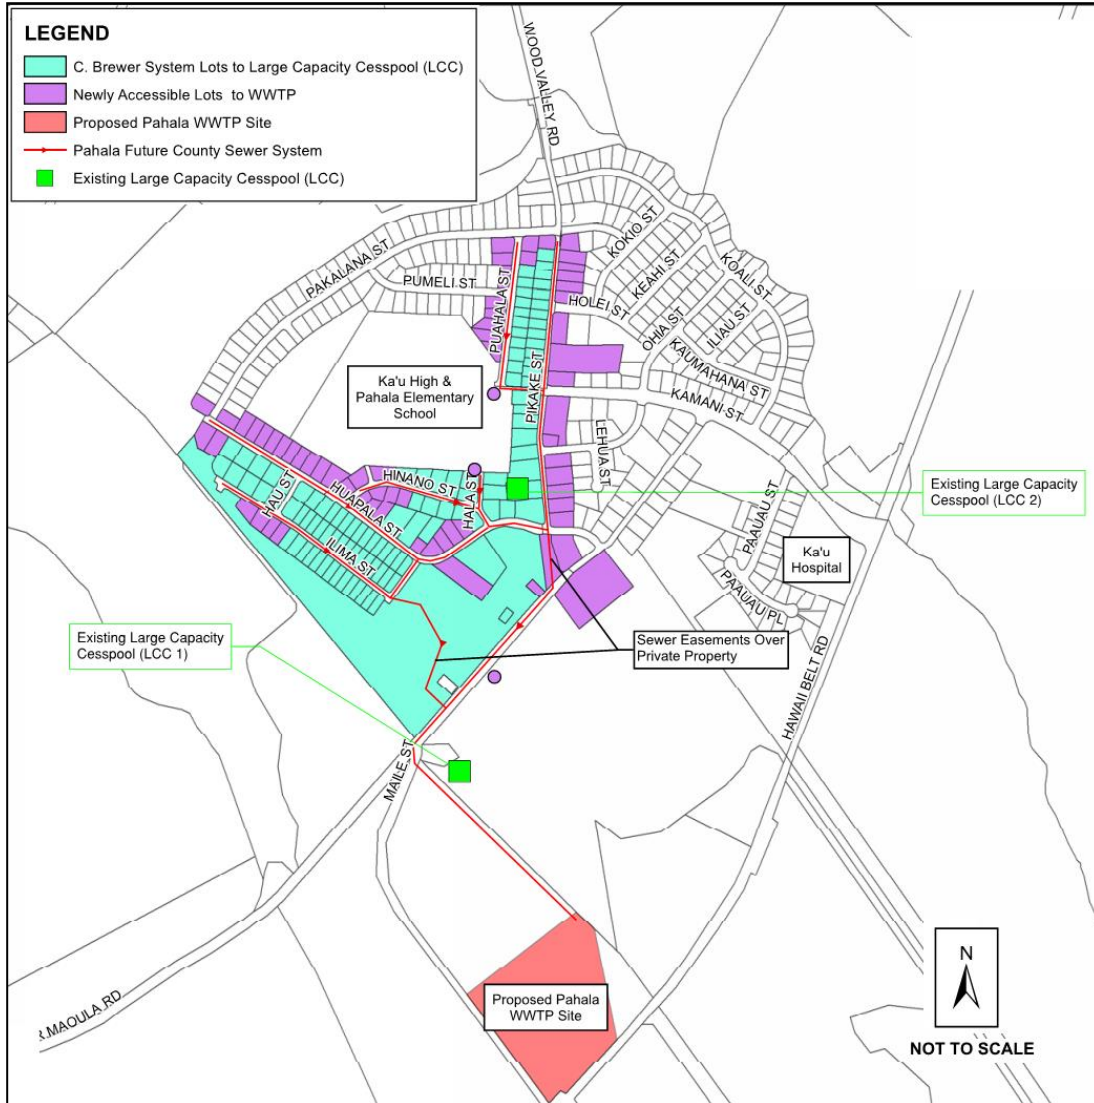 LEGEND
C. Brewer System Lots to Large Capacity Cesspool (LCC)
Newly Accessible Lots to WWTP
Proposed Pahala WWTP Site
Pahala Future County Sewer System
Existing Large Capacity Cesspool (LCC)
WOOD VALLEY RD
PAKALANA ST
PUMELI ST
PUAHALA ST
PIKAKE ST
KOKIO ST
KEAHI ST
KOALI ST
HOLEI ST
OHIA ST
ILIAU ST
KAUMAHANA ST
KAMANI ST
LEHUA ST
Ka'u High &
Pahala Elementary
School
HINANO ST
HALA ST
HUAPALA ST
HAU ST
ILIMA ST
Existing Large Capacity
Cesspool (LCC 2)
PAAUAU ST
Ka'u
Hospital
PAAUAU PL
Existing Large Capacity
Cesspool (LCC 1)
Sewer Easements Over
Private Property
HAWAII BELT RD
MAILE ST
MAOULA RD
Proposed Pahala
WWTP Site
N
NOT TO SCALE